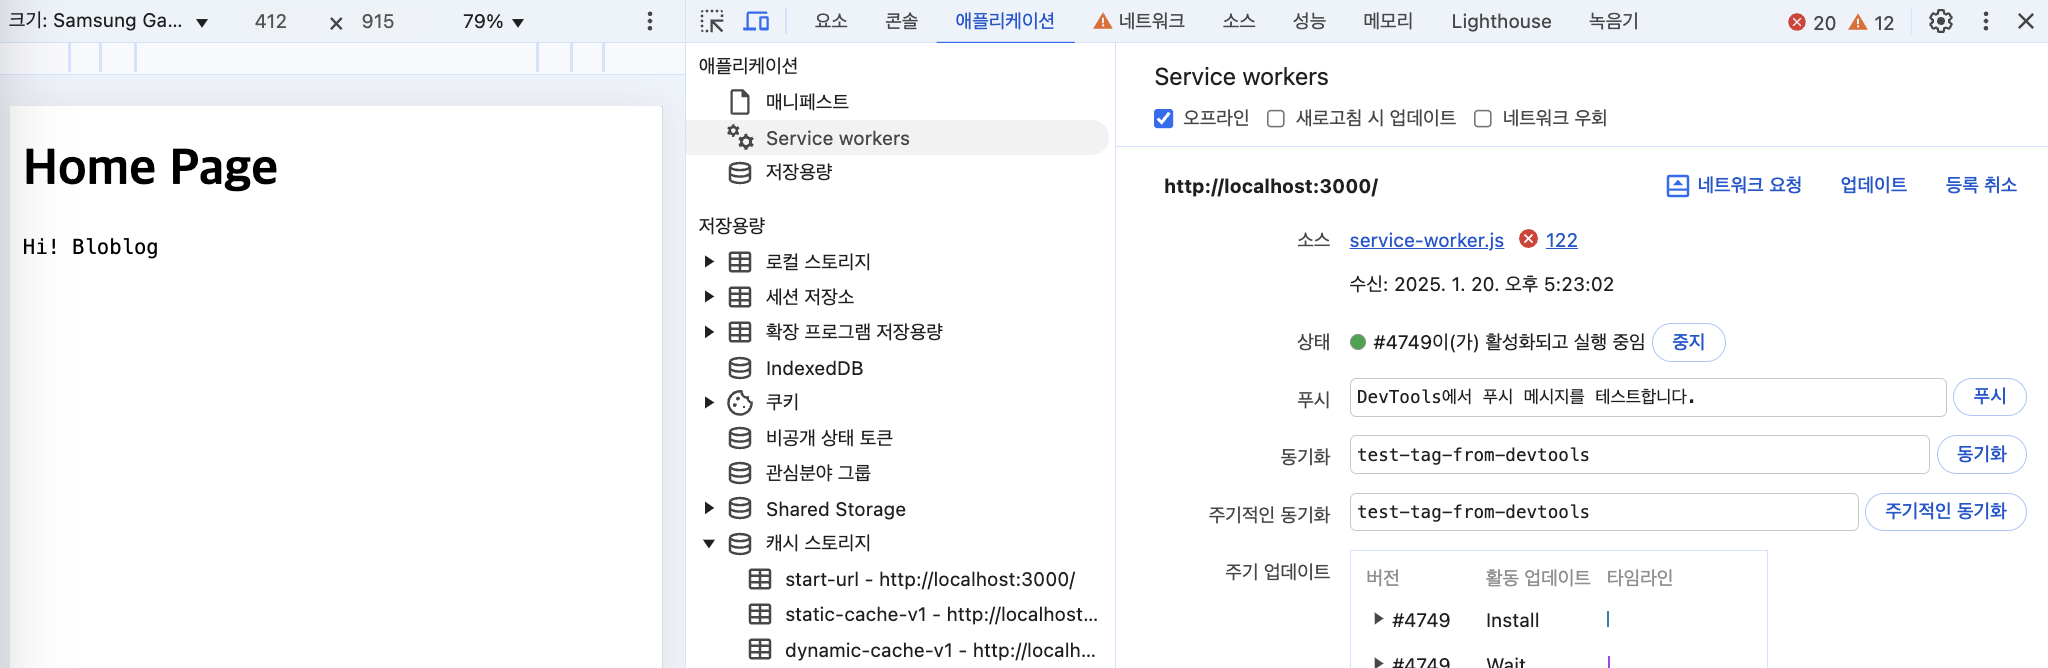 크기: Samsung Ga... 412 × 915 79%
요소 콘솔 애플리케이션 네트워크 소스 성능 메모리 Lighthouse 녹음기 20 12
Home Page
Hi! Bloblog
애플리케이션
매니페스트
Service workers
저장용량
저장용량
로컬 스토리지
세션 저장소
확장 프로그램 저장용량
IndexedDB
쿠키
비공개 상태 토큰
관심분야 그룹
Shared Storage
캐시 스토리지
start-url - http://localhost:3000/
static-cache-v1 - http://localhost...
dynamic-cache-v1 - http://localh...
Service workers
오프라인 새로고침 시 업데이트 네트워크 우회
http://localhost:3000/ 네트워크 요청 업데이트 등록 취소
소스 service-worker.js 122
수신: 2025. 1. 20. 오후 5:23:02
상태 #4749이(가) 활성화되고 실행 중임 중지
푸시 DevTools에서 푸시 메시지를 테스트합니다. 푸시
동기화 test-tag-from-devtools 동기화
주기적인 동기화 test-tag-from-devtools 주기적인 동기화
주기 업데이트 버전 활동 업데이트 타임라인
#4749 Install
#4749 Wait